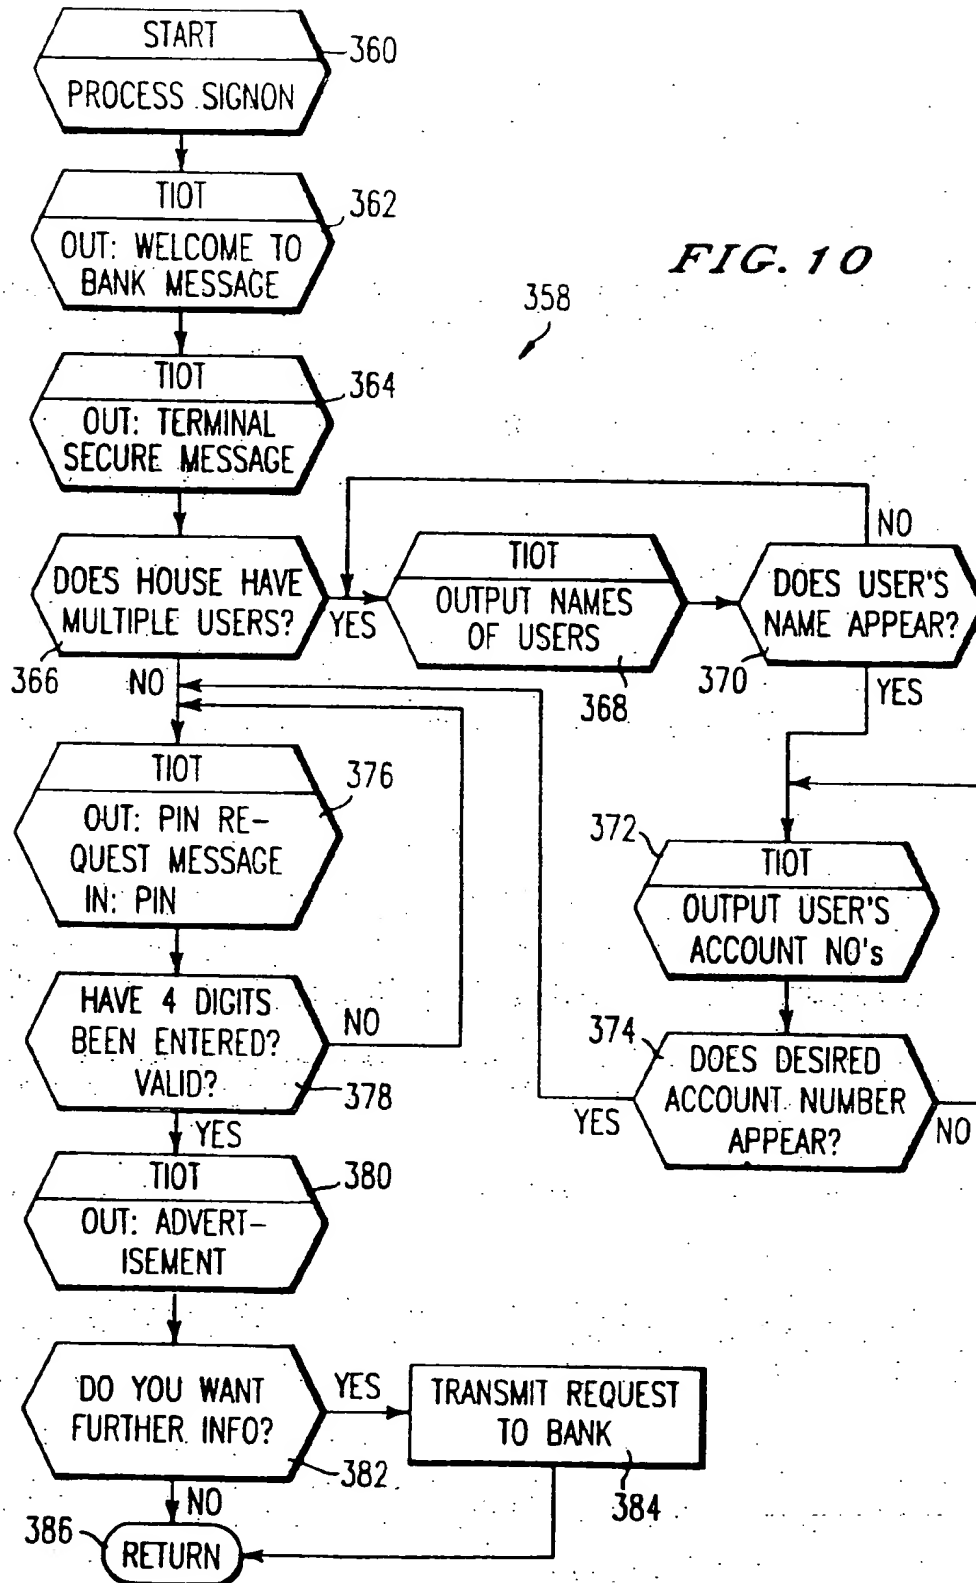 START
360
PROCESS SIGNON
TIOT
362
OUT: WELCOME TO
BANK MESSAGE
FIG. 10
358
TIOT
364
OUT: TERMINAL
SECURE MESSAGE
DOES HOUSE HAVE
MULTIPLE USERS?
366
YES
NO
TIOT
OUTPUT NAMES
OF USERS
368
NO
DOES USER'S
NAME APPEAR?
370
YES
TIOT
376
OUT: PIN RE-
QUEST MESSAGE
IN: PIN
372
TIOT
OUTPUT USER'S
ACCOUNT NO's
HAVE 4 DIGITS
BEEN ENTERED?
VALID?
NO
378
YES
374
DOES DESIRED
ACCOUNT NUMBER
APPEAR?
YES
NO
TIOT
380
OUT: ADVERT-
ISEMENT
DO YOU WANT
FURTHER INFO?
YES
382
NO
TRANSMIT REQUEST
TO BANK
384
386
RETURN